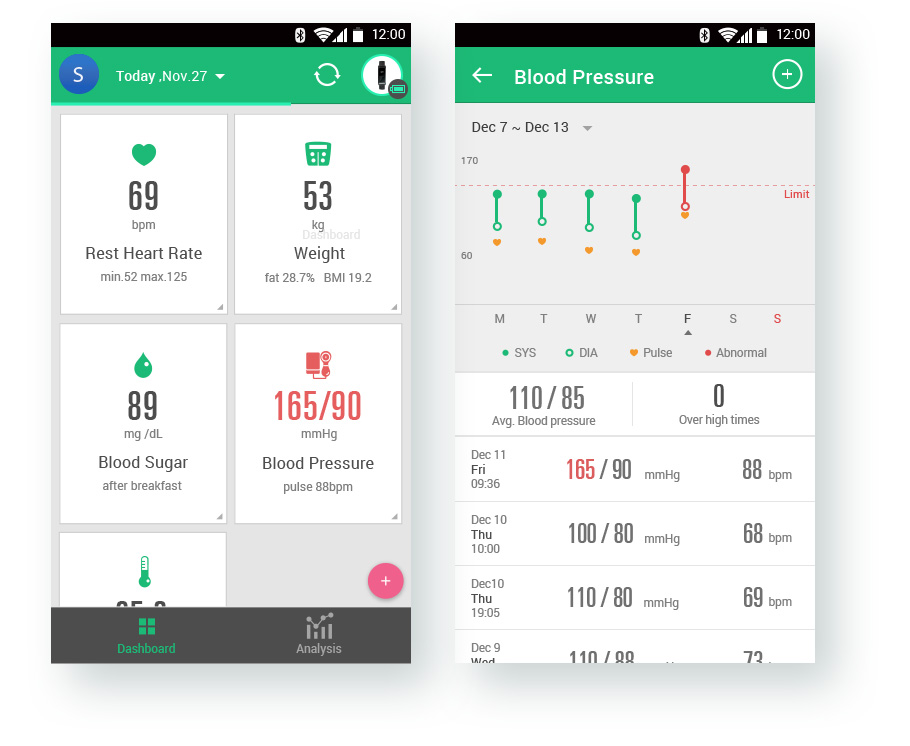 12:00
S
Today ,Nov.27
69
bpm
Rest Heart Rate
min.52 max.125
53
kg
Dashboard
Weight
fat 28.7% BMI 19.2
89
mg /dL
Blood Sugar
after breakfast
165/90
mmHg
Blood Pressure
pulse 88bpm
+
Dashboard
Analysis
12:00
Blood Pressure
+
Dec 7 ~ Dec 13
170
Limit
60
M T W T F S S
SYS DIA Pulse Abnormal
110 / 85
Avg. Blood pressure
0
Over high times
Dec 11
Fri
09:36
165 / 90 mmHg
88 bpm
Dec 10
Thu
10:00
100 / 80 mmHg
68 bpm
Dec10
Thu
19:05
110 / 80 mmHg
69 bpm
Dec 9
Wed
110 / 88
73